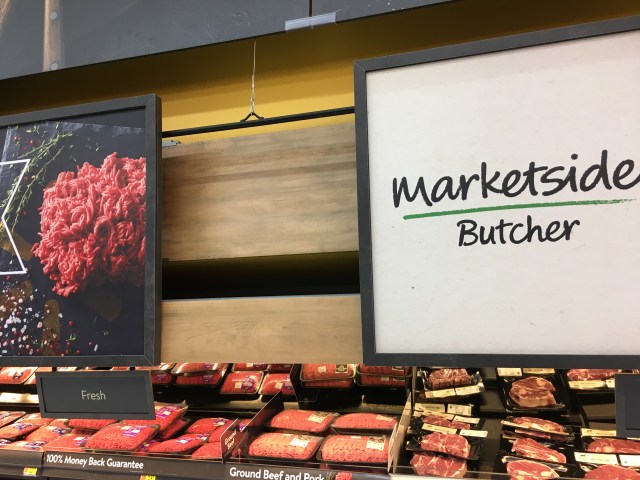 Marketside
Butcher
Fresh
100% Money Back Guarantee
Ground Beef and Pork